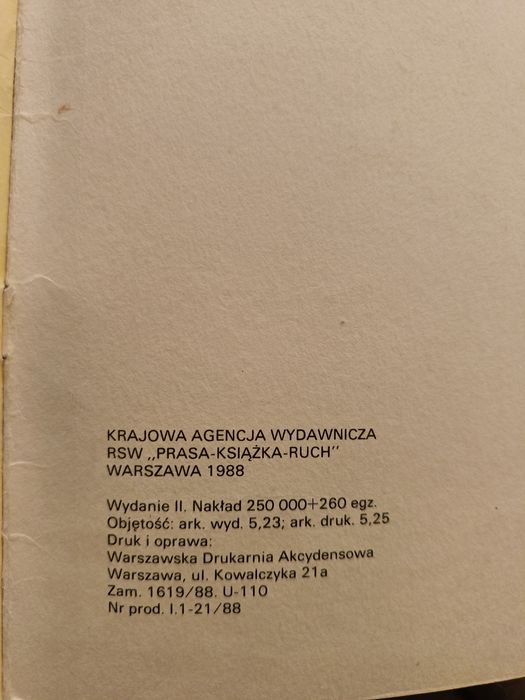 KRAJOWA AGENCJA WYDAWNICZA
RSW ,,PRASA-KSIĄŻKA-RUCH''
WARSZAWA 1988
Wydanie II. Nakład 250 000+260 egz.
Objętość: ark. wyd. 5,23; ark. druk. 5,25
Druk i oprawa:
Warszawska Drukarnia Akcydensowa
Warszawa, ul. Kowalczyka 21a
Zam. 1619/88. U-110
Nr prod. I.1-21/88